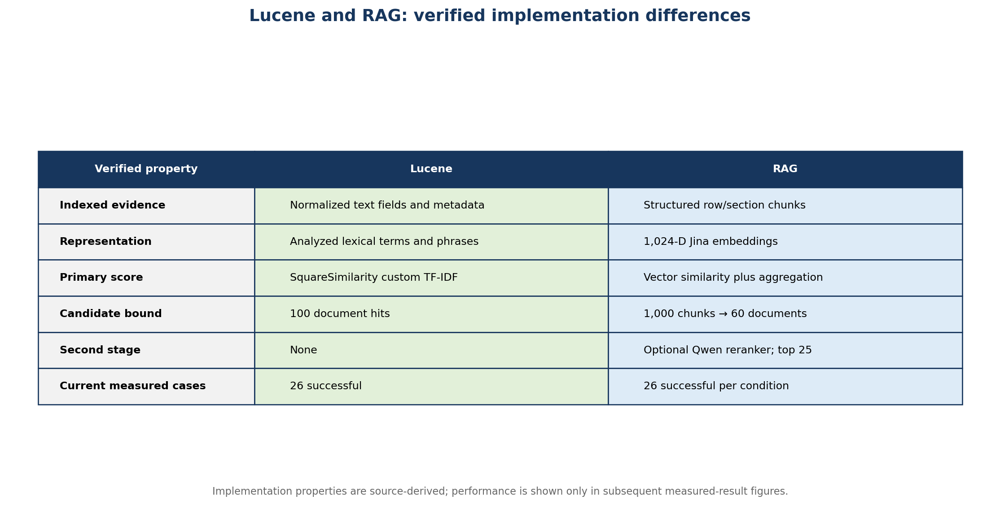 Lucene and RAG: verified implementation differences
Verified property Lucene RAG
Indexed evidence Normalized text fields and metadata Structured row/section chunks
Representation Analyzed lexical terms and phrases 1,024-D Jina embeddings
Primary score SquareSimilarity custom TF-IDF Vector similarity plus aggregation
Candidate bound 100 document hits 1,000 chunks → 60 documents
Second stage None Optional Qwen reranker; top 25
Current measured cases 26 successful 26 successful per condition
Implementation properties are source-derived; performance is shown only in subsequent measured-result figures.